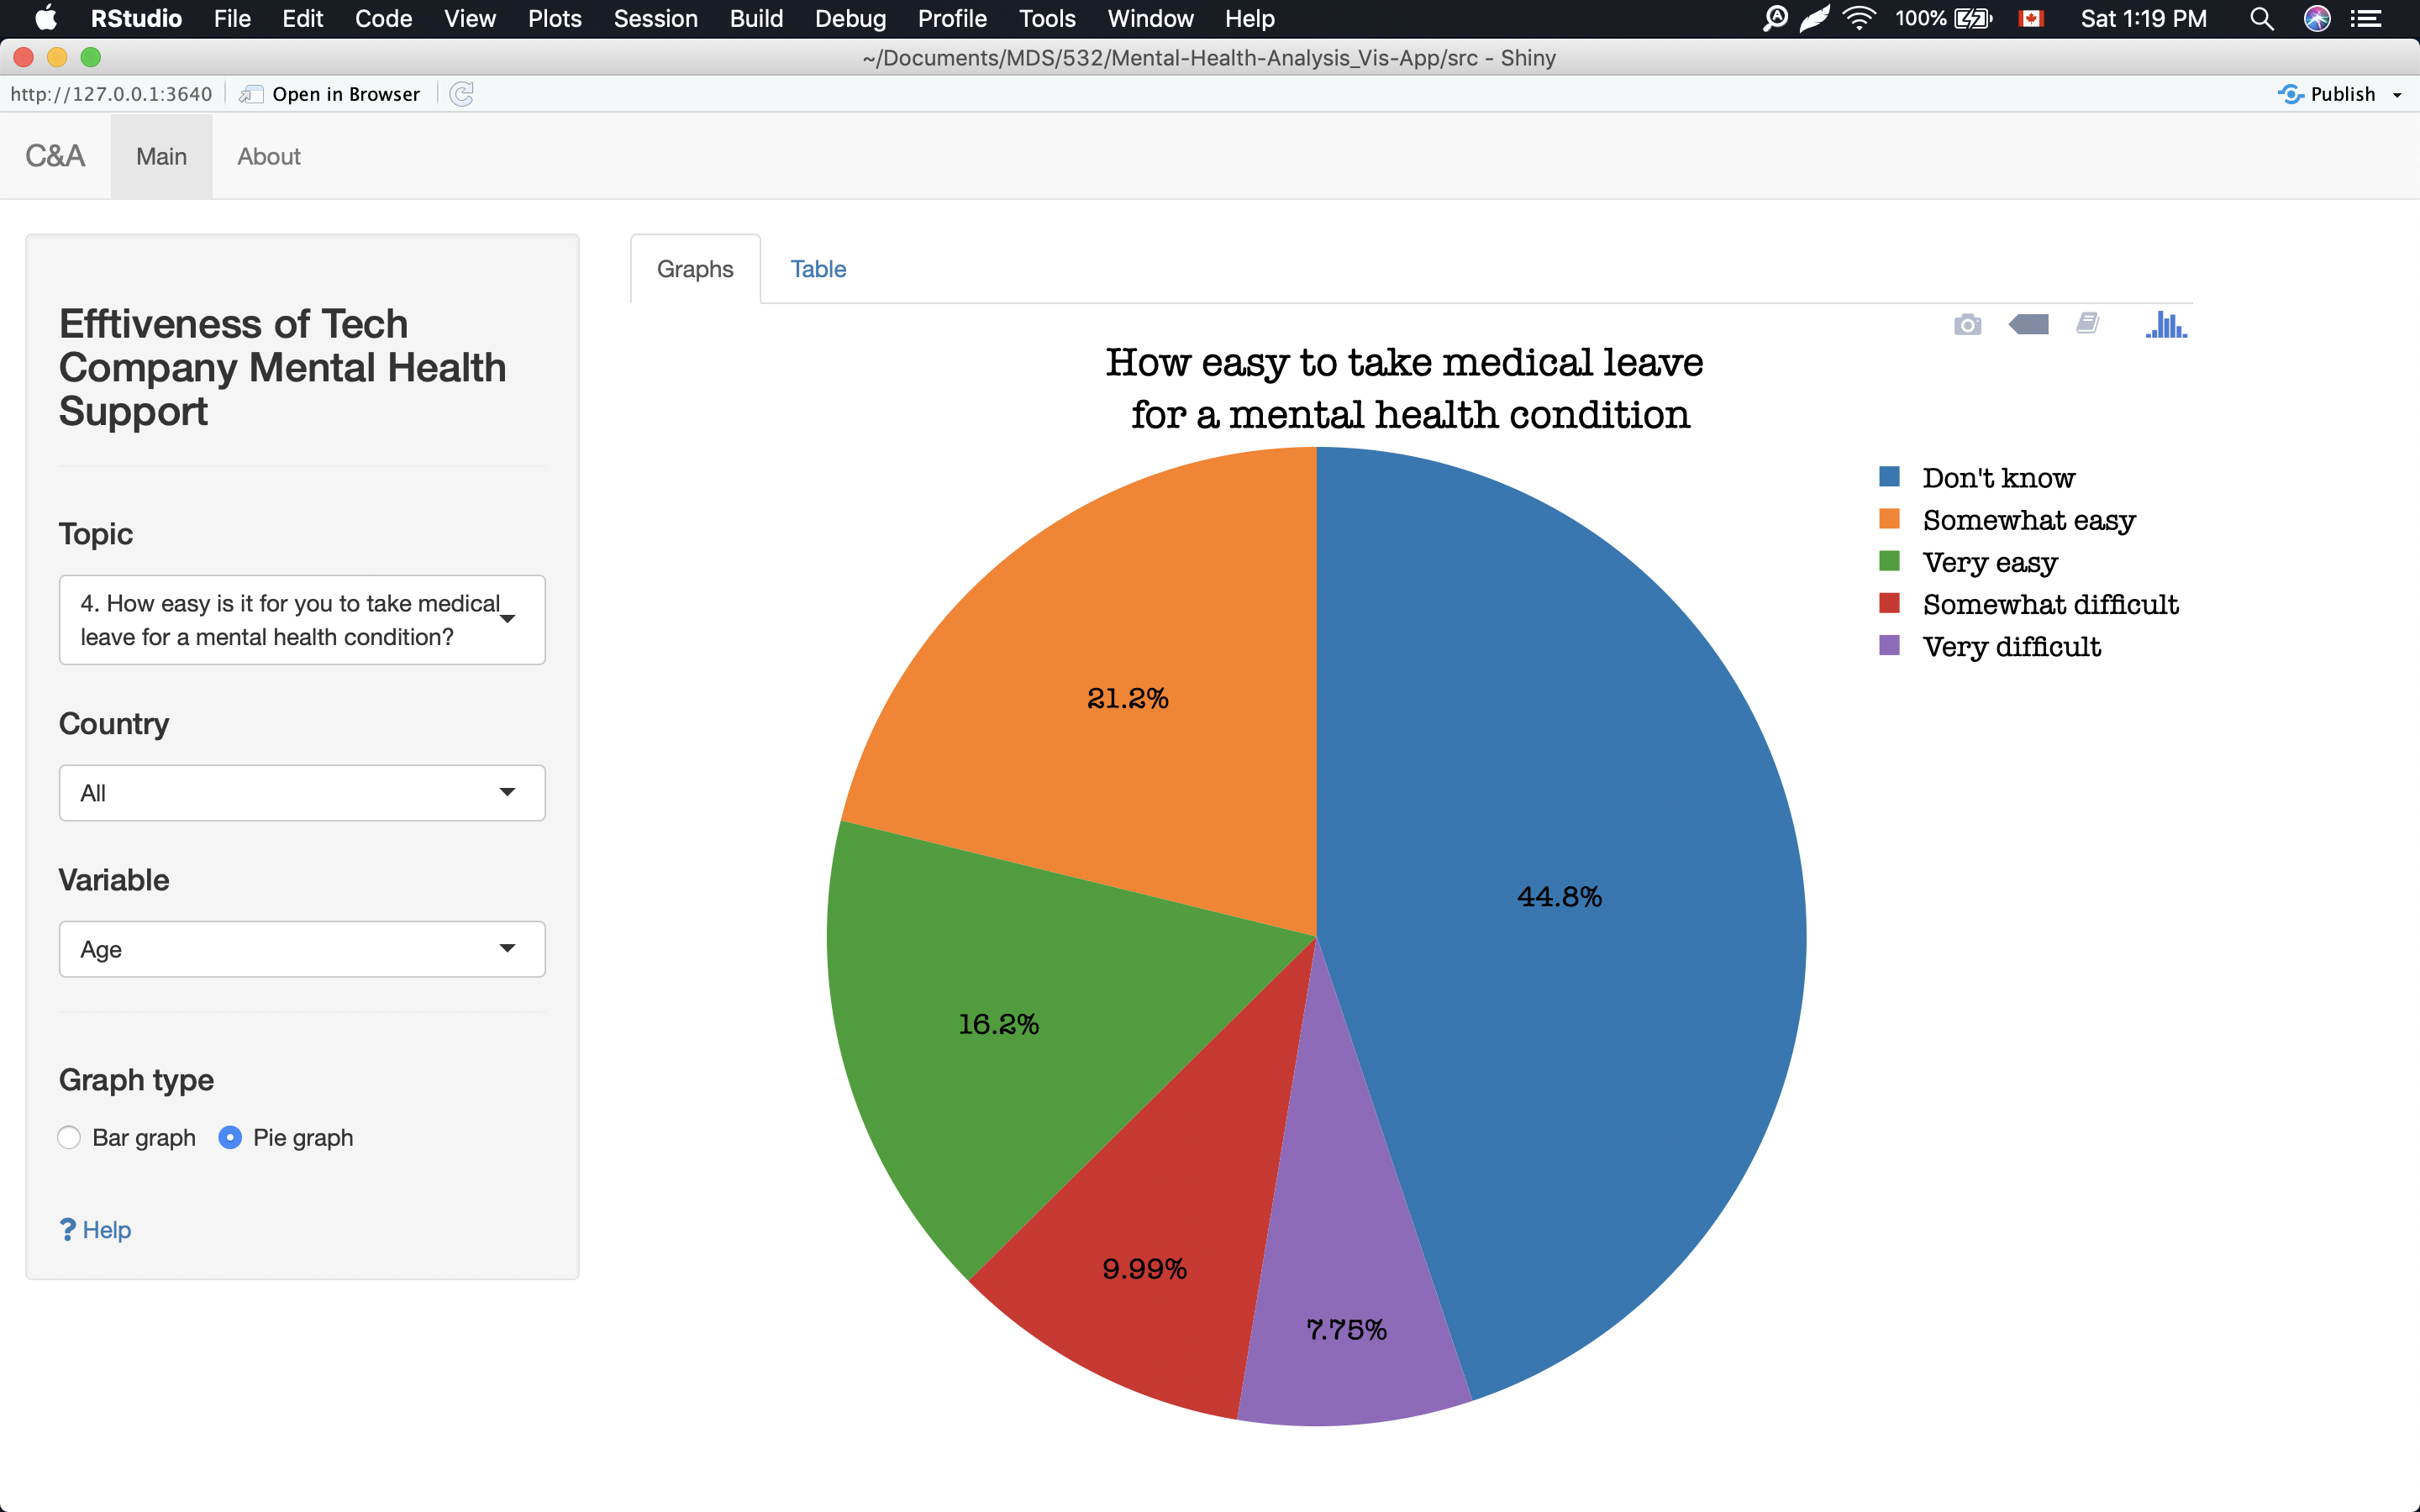 RStudio File Edit Code View Plots Session Build Debug Profile Tools Window Help 100% Sat 1:19 PM
~/Documents/MDS/532/Mental-Health-Analysis_Vis-App/src - Shiny
http://127.0.0.1:3640 Open in Browser Publish
C&A Main About
Efftiveness of Tech
Company Mental Health
Support
Topic
4. How easy is it for you to take medical
leave for a mental health condition?
Country
All
Variable
Age
Graph type
Bar graph Pie graph
? Help
Graphs Table
How easy to take medical leave
for a mental health condition
Don't know
Somewhat easy
Very easy
Somewhat difficult
Very difficult
21.2%
44.8%
16.2%
9.99%
7.75%